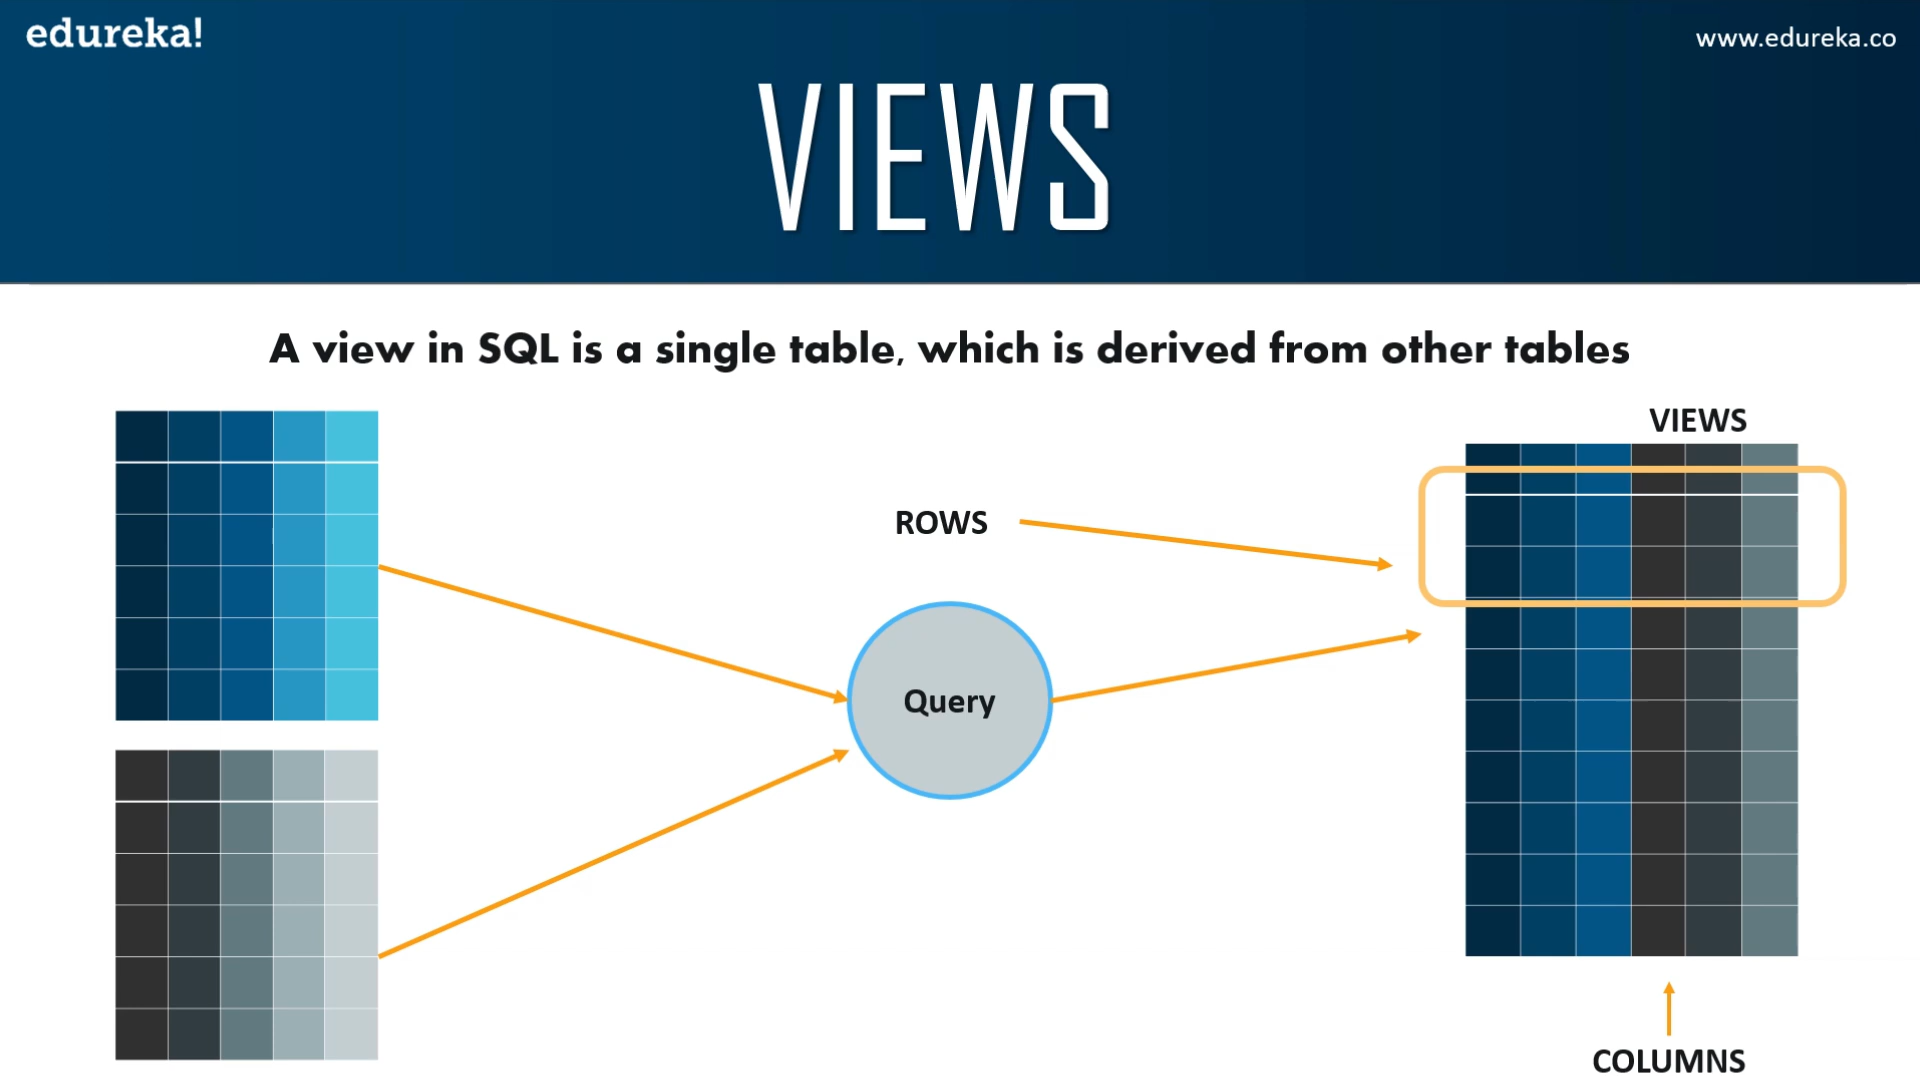 edureka!
www.edureka.co
VIEWS
A view in SQL is a single table, which is derived from other tables
VIEWS
ROWS
Query
COLUMNS